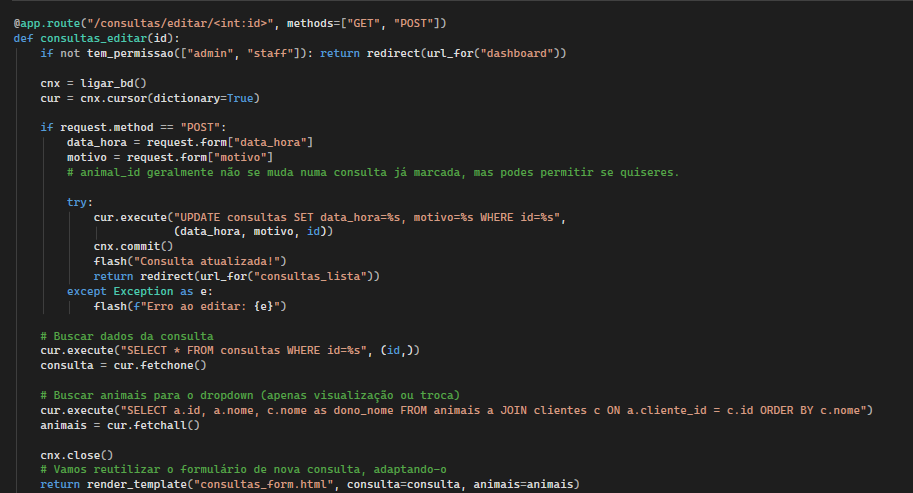 @app.route("/consultas/editar/<int:id>", methods=["GET", "POST"])
def consultas_editar(id):
    if not tem_permissao(["admin", "staff"]): return redirect(url_for("dashboard"))
    cnx = ligar_bd()
    cur = cnx.cursor(dictionary=True)
    if request.method == "POST":
        data_hora = request.form["data_hora"]
        motivo = request.form["motivo"]
        # animal_id geralmente não se muda numa consulta já marcada, mas podes permitir se quiseres.
        try:
            cur.execute("UPDATE consultas SET data_hora=%s, motivo=%s WHERE id=%s",
                        (data_hora, motivo, id))
            cnx.commit()
            flash("Consulta atualizada!")
            return redirect(url_for("consultas_lista"))
        except Exception as e:
            flash(f"Erro ao editar: {e}")
    # Buscar dados da consulta
    cur.execute("SELECT * FROM consultas WHERE id=%s", (id,))
    consulta = cur.fetchone()
    # Buscar animais para o dropdown (apenas visualização ou troca)
    cur.execute("SELECT a.id, a.nome, c.nome as dono_nome FROM animais a JOIN clientes c ON a.cliente_id = c.id ORDER BY c.nome")
    animais = cur.fetchall()
    cnx.close()
    # Vamos reutilizar o formulário de nova consulta, adaptando-o
    return render_template("consultas_form.html", consulta=consulta, animais=animais)